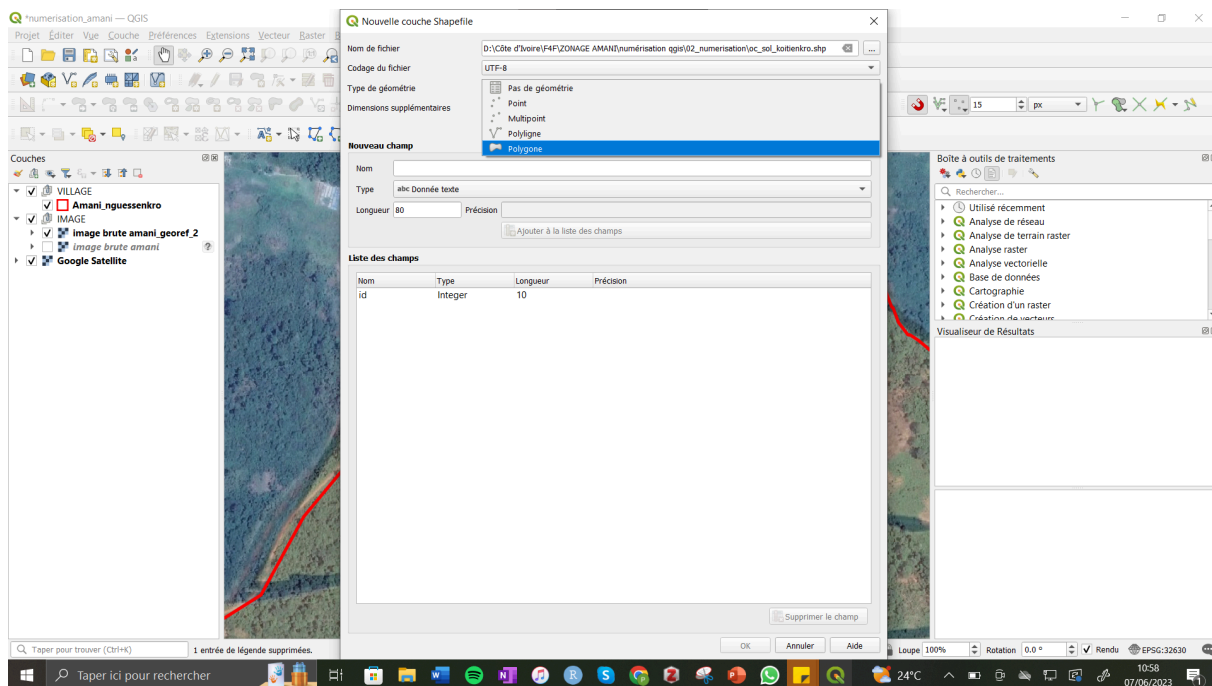 *numerisation_amani — QGIS
Projet Éditer Vue Couche Préférences Extensions Vecteur Raster
Nouvelle couche Shapefile
Nom de fichier D:\Côte d'Ivoire\F4F\ZONAGE AMANI\numérisation qgis\02_numerisation\oc_sol_koitienkro.shp ...
Codage du fichier UTF-8
Type de géométrie
Pas de géométrie
Point
Dimensions supplémentaires
Multipoint
Polyligne
Polygone
15 px
Nouveau champ
Nom
Type abc Donnée texte
Longueur 80 Précision
Ajouter à la liste des champs
Liste des champs
Nom Type Longueur Précision
id Integer 10
Supprimer le champ
OK Annuler Aide
Couches
VILLAGE
Amani_nguessenkro
IMAGE
image brute amani_georef_2
image brute amani ?
Google Satellite
Boîte à outils de traitements
Rechercher...
Utilisé récemment
Analyse de réseau
Analyse de terrain raster
Analyse raster
Analyse vectorielle
Base de données
Cartographie
Création d'un raster
Création de vecteurs
Visualiseur de Résultats
Taper pour trouver (Ctrl+K) 1 entrée de légende supprimées.
Loupe 100% Rotation 0.0 ° Rendu EPSG:32630
Taper ici pour rechercher
24°C
10:58
07/06/2023